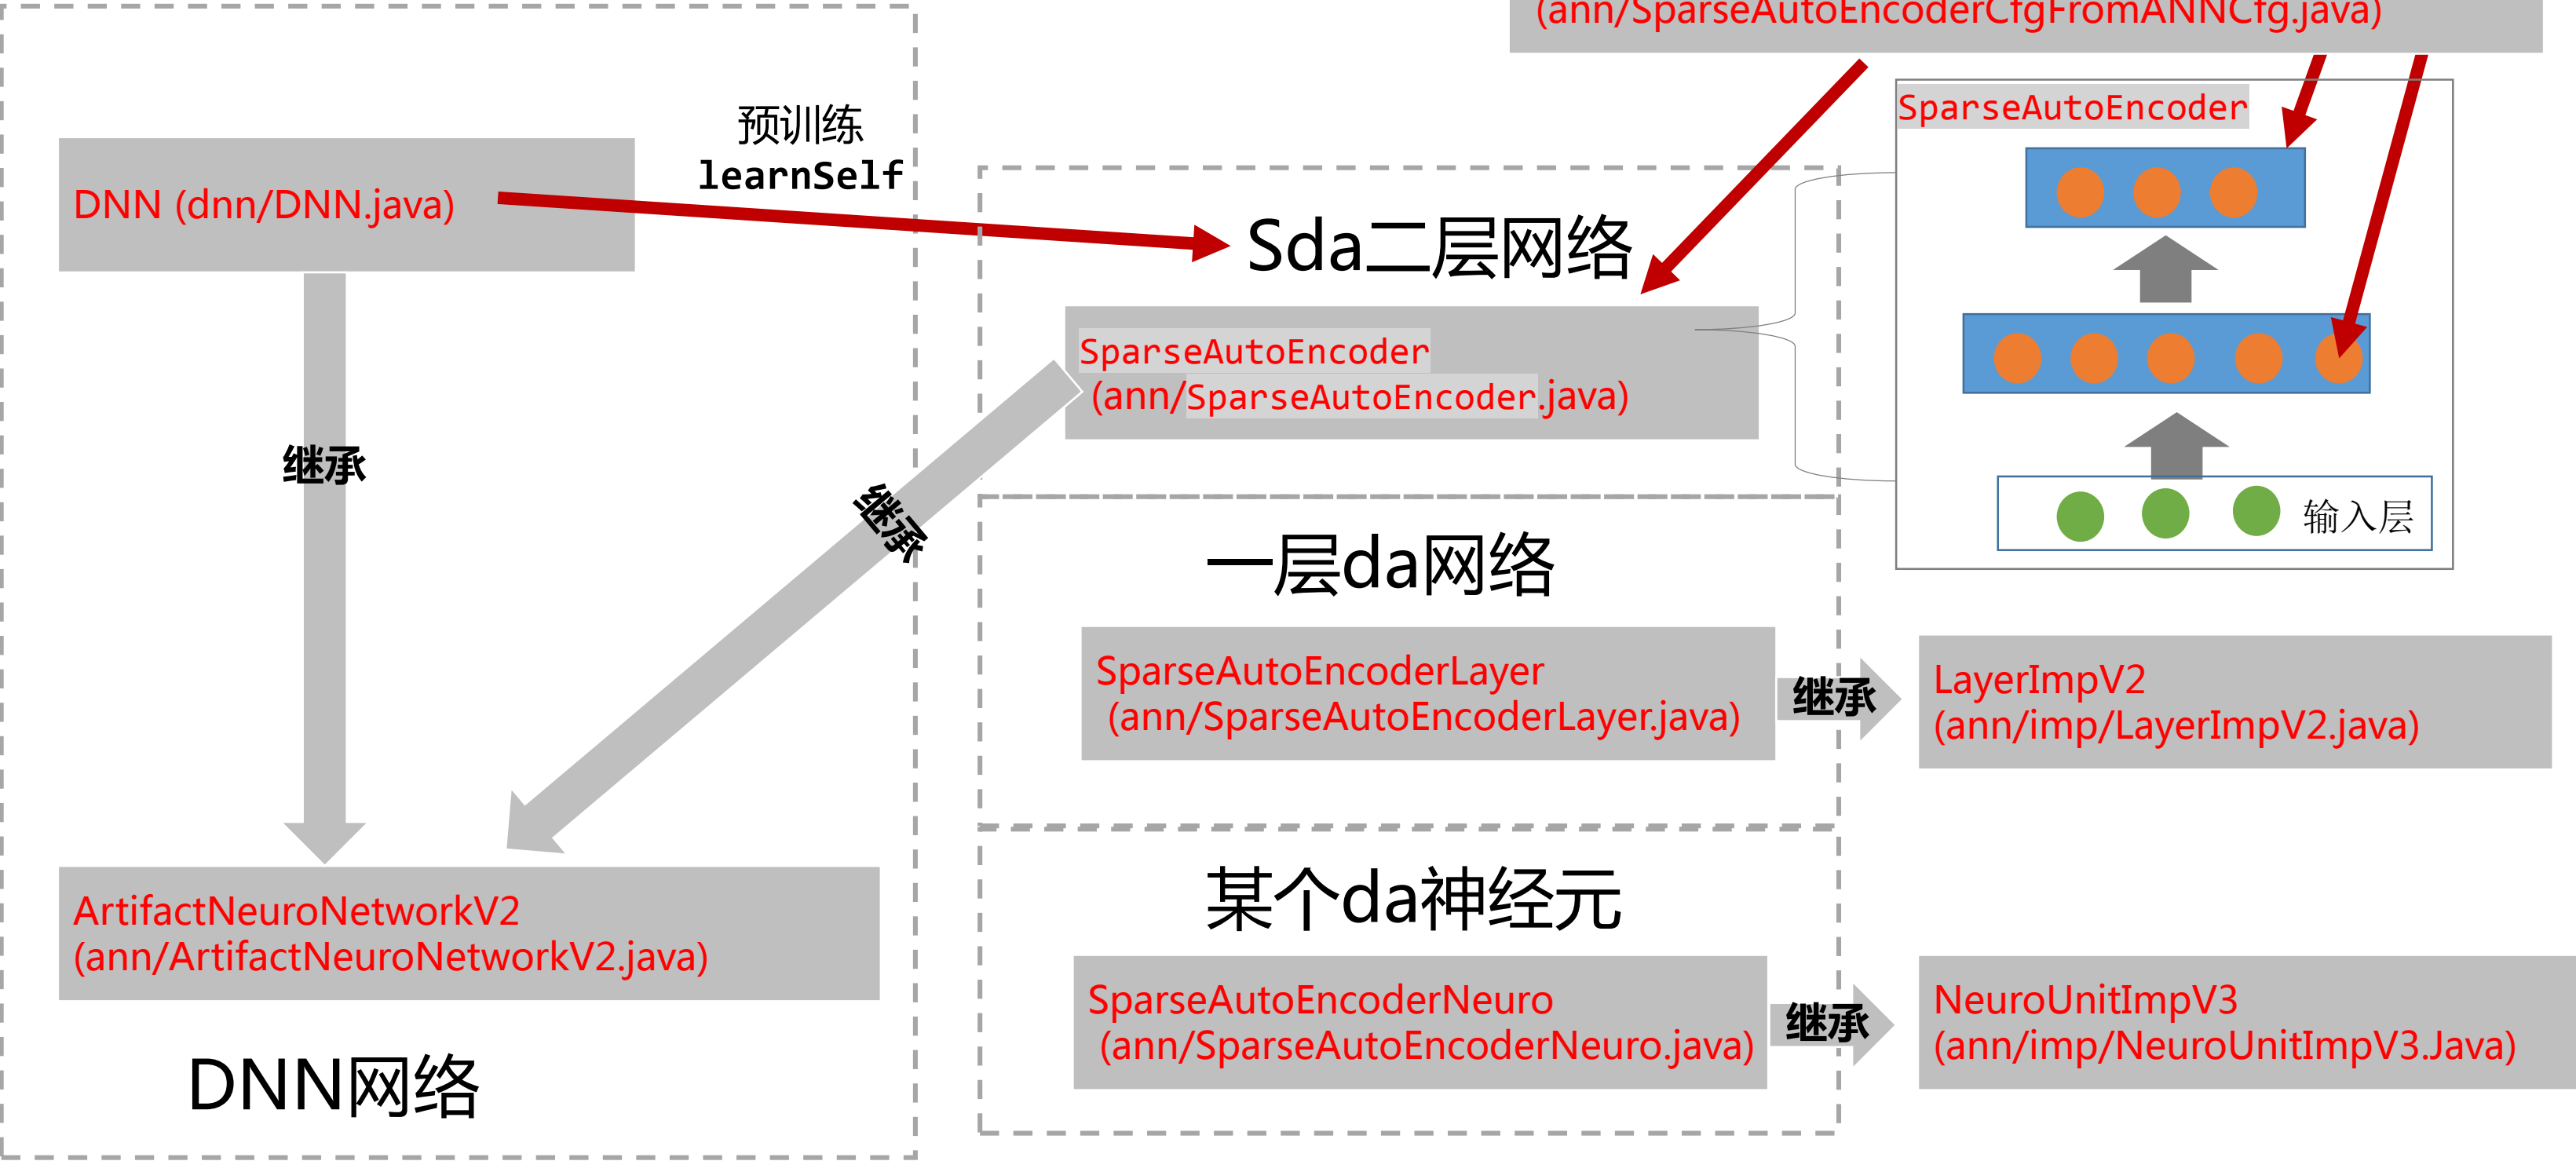 (ann/SparseAutoEncoderCfgFromANNCfg.java)
预训练
learnSelf
DNN (dnn/DNN.java)
继承
继承
ArtifactNeuroNetworkV2
(ann/ArtifactNeuroNetworkV2.java)
DNN网络
Sda二层网络
SparseAutoEncoder
(ann/SparseAutoEncoder.java)
SparseAutoEncoder
输入层
一层da网络
SparseAutoEncoderLayer
(ann/SparseAutoEncoderLayer.java)
继承
LayerImpV2
(ann/imp/LayerImpV2.java)
某个da神经元
SparseAutoEncoderNeuro
(ann/SparseAutoEncoderNeuro.java)
继承
NeuroUnitImpV3
(ann/imp/NeuroUnitImpV3.Java)